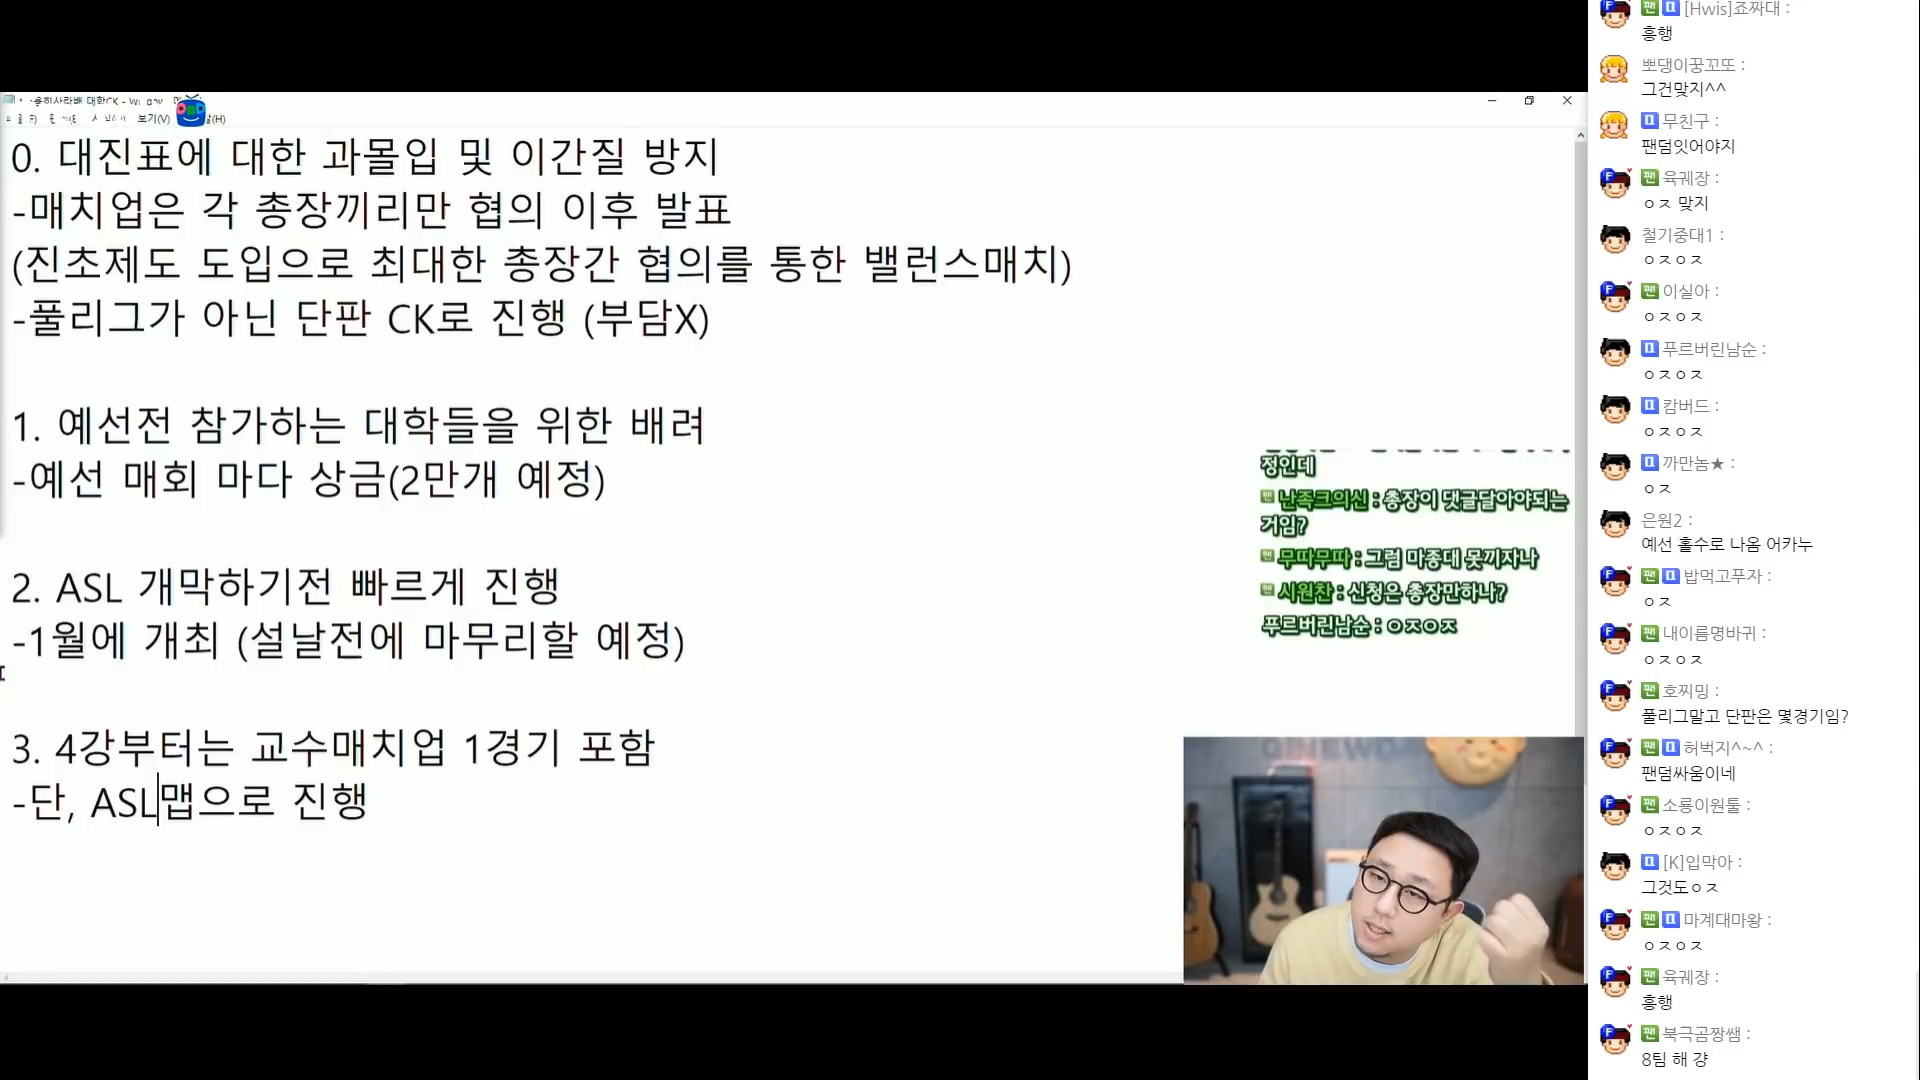 보기(V)
0. 대진표에 대한 과몰입 및 이간질 방지
-매치업은 각 총장끼리만 협의 이후 발표
(진초제도 도입으로 최대한 총장간 협의를 통한 밸런스매치)
-풀리그가 아닌 단판 CK로 진행 (부담X)
1. 예선전 참가하는 대학들을 위한 배려
-예선 매회 마다 상금(2만개 예정)
2. ASL 개막하기전 빠르게 진행
-1월에 개최 (설날전에 마무리할 예정)
3. 4강부터는 교수매치업 1경기 포함
-단, ASL맵으로 진행
정인데
난족크의신 : 총장이 댓글달아야되는
거임?
무따무따 : 그럼 마종대 못끼자나
시원찬 : 신청은 총장만하나?
푸르버린남순 : ㅇㅈㅇㅈ
팬 [Hwis]죠짜대 :
흥행
뽀댕이꿍꼬또 :
그건맞지^^
무친구 :
팬덤잇어야지
팬 육궤장 :
ㅇㅈ 맞지
철기중대1 :
ㅇㅈㅇㅈ
팬 이실아 :
ㅇㅈㅇㅈ
푸르버린남순 :
ㅇㅈㅇㅈ
캄버드 :
ㅇㅈㅇㅈ
까만놈★ :
ㅇㅈ
은원2 :
예선 홀수로 나옴 어카누
팬 밥먹고푸자 :
ㅇㅈ
팬 내이름명바귀 :
ㅇㅈㅇㅈ
팬 호찌밍 :
풀리그말고 단판은 몇경기임?
팬 허벅지^~^ :
팬덤싸움이네
팬 소룡이원툴 :
ㅇㅈㅇㅈ
[K]입막아 :
그것도ㅇㅈ
팬 마계대마왕 :
ㅇㅈㅇㅈ
팬 육궤장 :
흥행
팬 북극곰짱쌤 :
8팀 해 걍